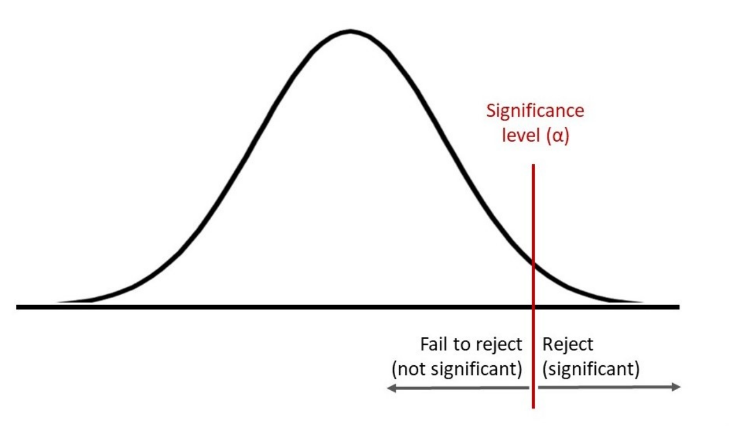 Significance
level (α)
Fail to reject
(not significant)
Reject
(significant)